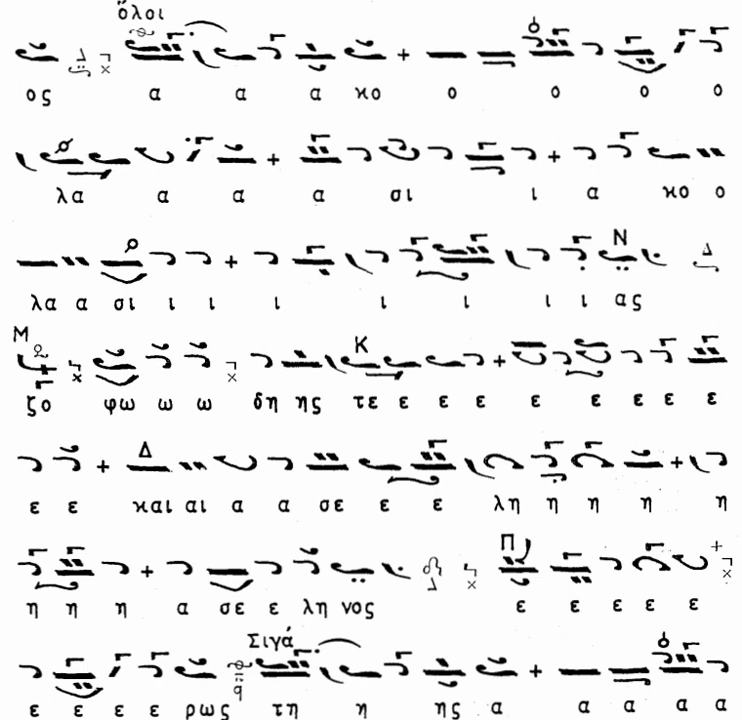 ὅλοι
ος α α α κο ο ο ο ο
λα α α α σι ι α κο ο
Ν
λα α σι ι ι ι ι ι ι ι ας
Μ Κ
ζο φω ω ω δη ης τε ε ε ε ε ε ε ε ε
Δ
ε ε και αι α α σε ε ε λη η η η η
Π
η η η α σε ε λη νος ε ε ε ε ε
Σιγά
ε ε ε ε ρως τη η ης α α α α α